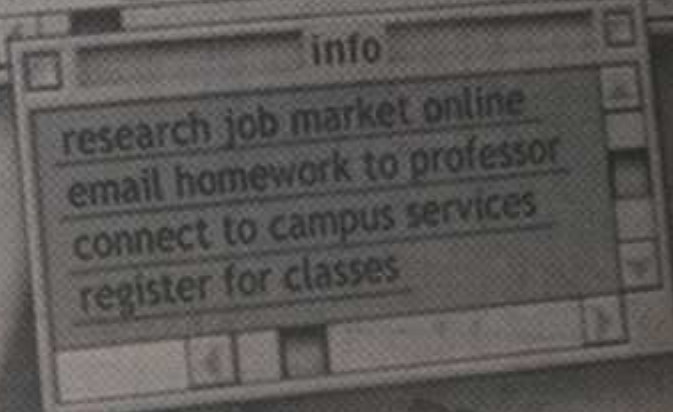 info
research job market online
email homework to professor
connect to campus services
register for classes